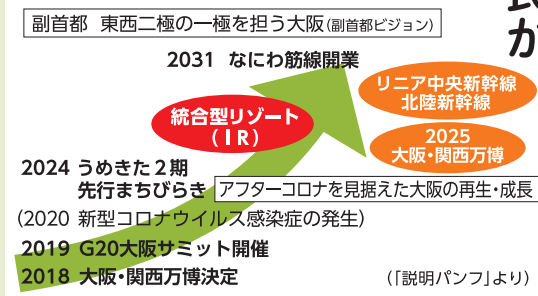 副首都 東西二極の一極を担う大阪(副首都ビジョン)
が
2031 なにわ筋線開業
リニア中央新幹線
北陸新幹線
統合型リゾート
(IR)
2025
大阪・関西万博
2024 うめきた2期
先行まちびらき
アフターコロナを見据えた大阪の再生・成長
(2020 新型コロナウイルス感染症の発生)
2019 G20大阪サミット開催
2018 大阪・関西万博決定
(「説明パンフ」より)